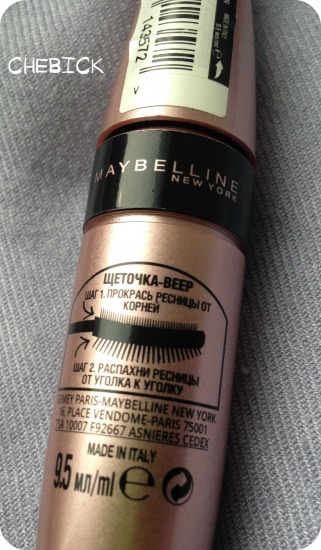 CHEBICK
143572
MAYBELLINE
NEW YORK
ЩЕТОЧКА-ВЕЕР
ШАГ 1. ПРОКРАСЬ РЕСНИЦЫ ОТ
КОРНЕЙ
ШАГ 2. РАСПАХНИ РЕСНИЦЫ
ОТ УГОЛКА К УГОЛКУ
GEMEY PARIS-MAYBELLINE NEW YORK
16, PLACE VENDOME-PARIS 75001
TSA 10007 F92667 ASNIERES CEDEX
MADE IN ITALY
9.5 мл/ml e